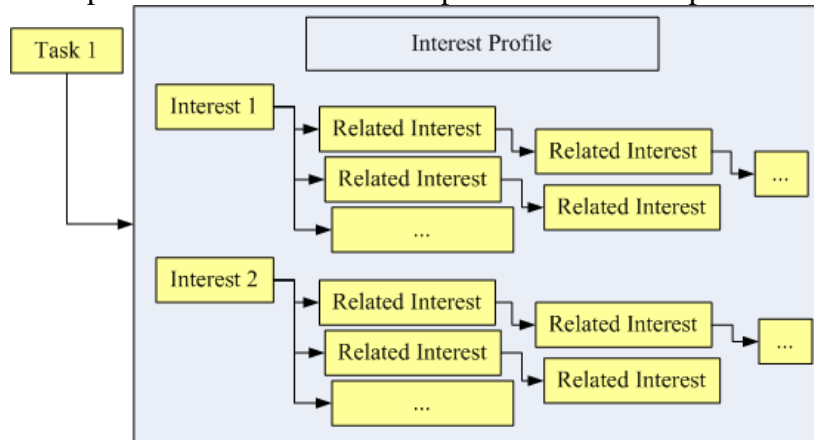 Task 1
Interest Profile
Interest 1
Related Interest
Related Interest
...
Related Interest
Related Interest
...
Interest 2
Related Interest
Related Interest
...
Related Interest
Related Interest
...